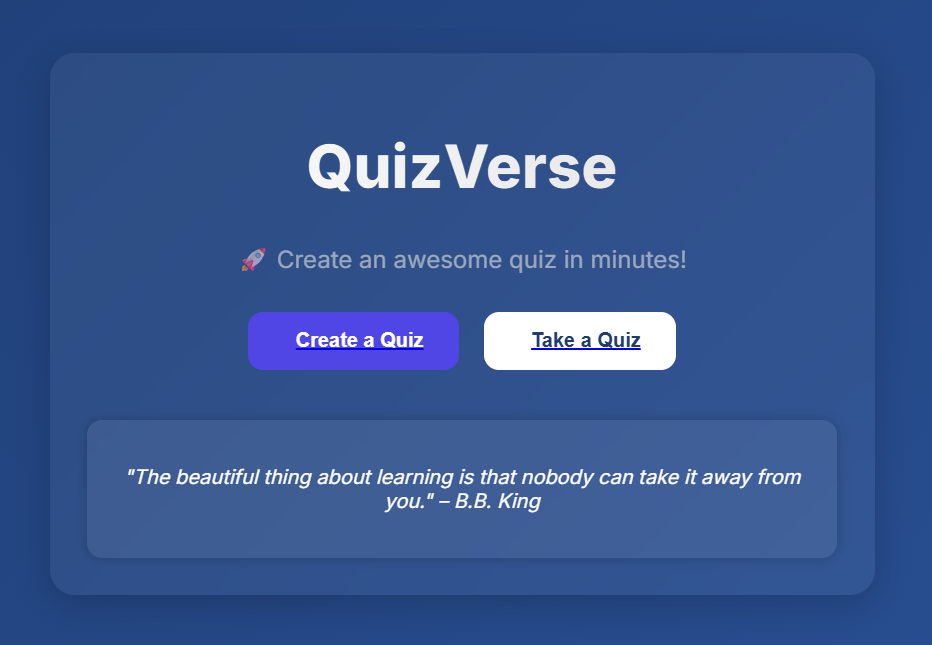 QuizVerse
🚀 Create an awesome quiz in minutes!
Create a Quiz
Take a Quiz
"The beautiful thing about learning is that nobody can take it away from
you." – B.B. King